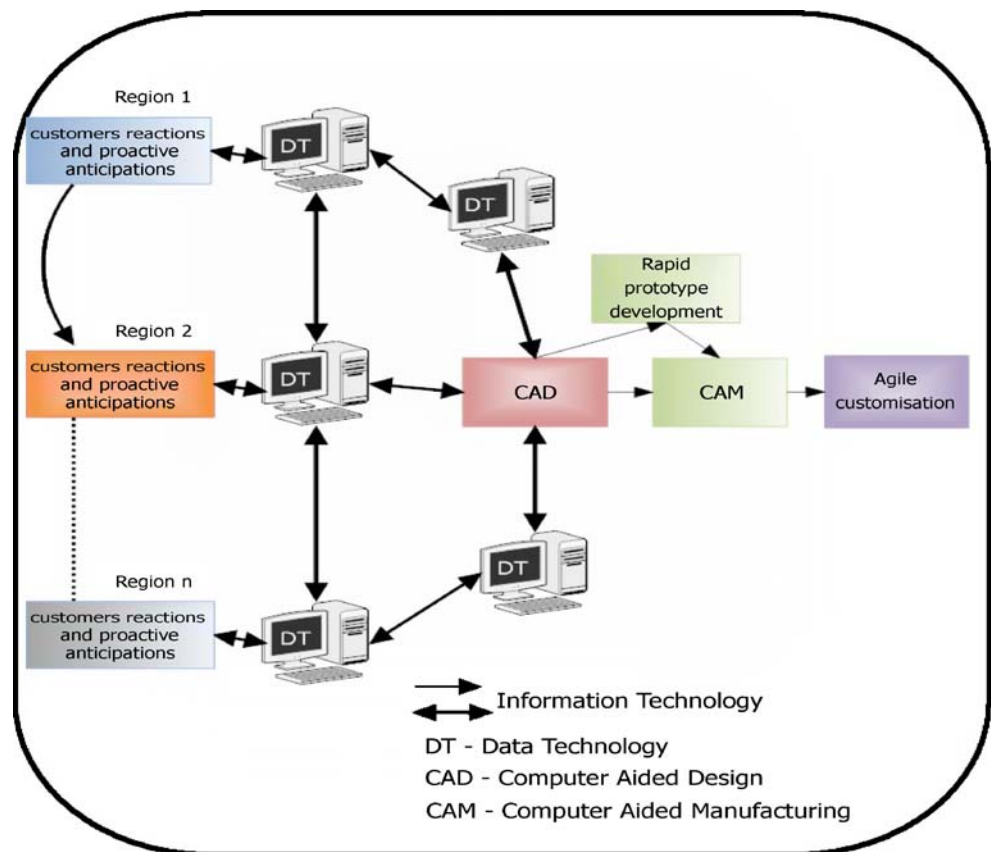 Region 1
customers reactions
and proactive
anticipations
DT
DT
Rapid
prototype
development
Region 2
customers reactions
and proactive
anticipations
DT
CAD
CAM
Agile
customisation
Region n
customers reactions
and proactive
anticipations
DT
DT
Information Technology
DT - Data Technology
CAD - Computer Aided Design
CAM - Computer Aided Manufacturing